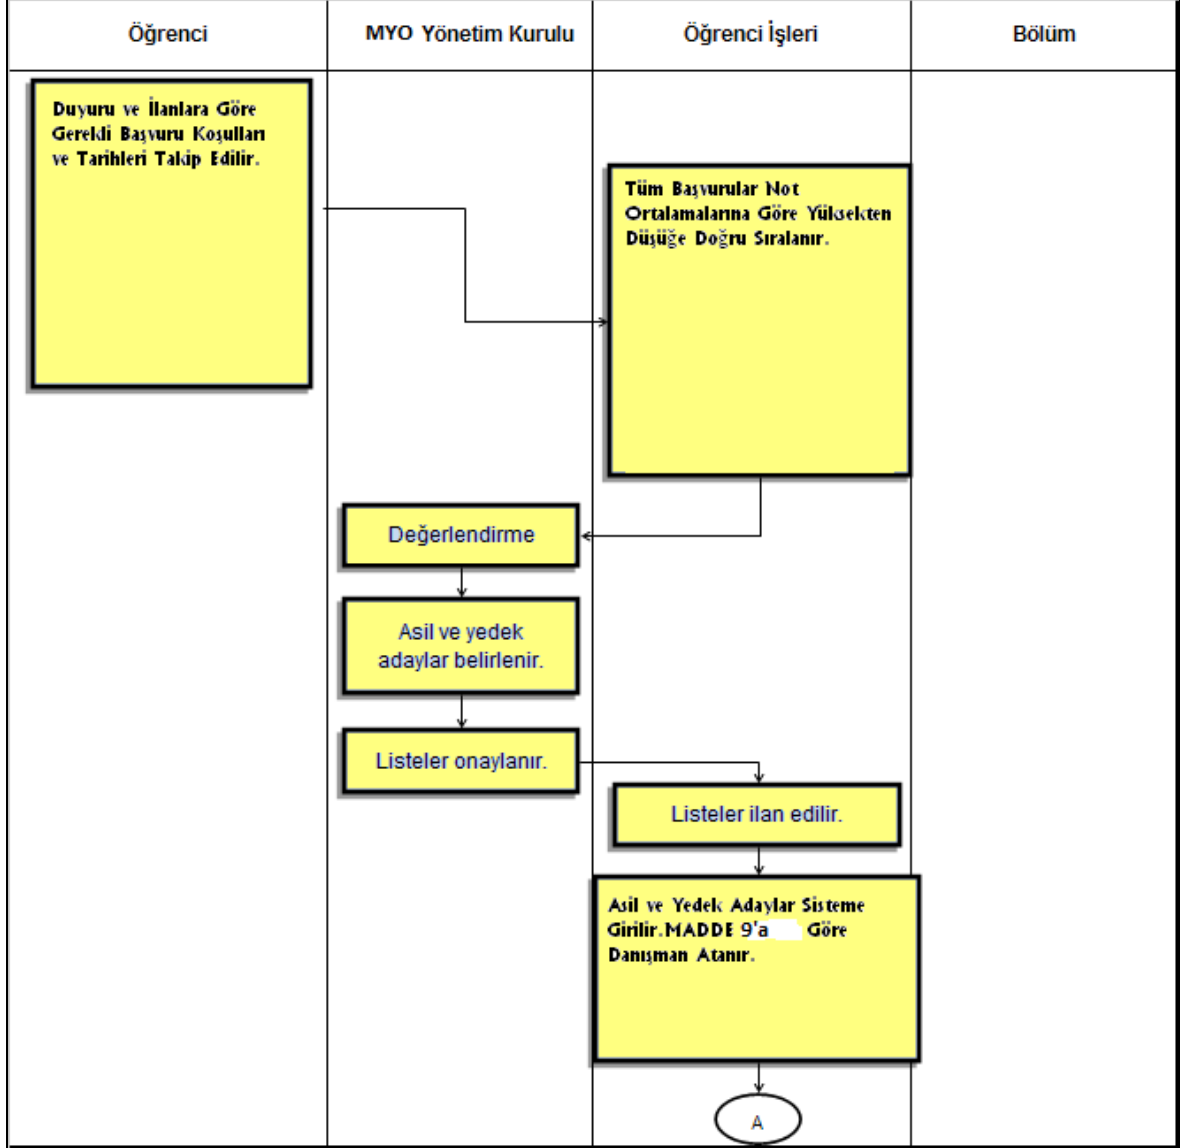 Öğrenci
MYO Yönetim Kurulu
Öğrenci İşleri
Bölüm
Duyuru ve İlanlara Göre
Gerekli Başvuru Koşulları
ve Tarihleri Takip Edilir.
Tüm Başvurular Not
Ortalamalarına Göre Yüksekten
Düşüğe Doğru Sıralanır.
Değerlendirme
Asil ve yedek
adaylar belirlenir.
Listeler onaylanır.
Listeler ilan edilir.
Asil ve Yedek Adaylar Sisteme
Girilir.MADDE 9'a Göre
Danışman Atanır.
A